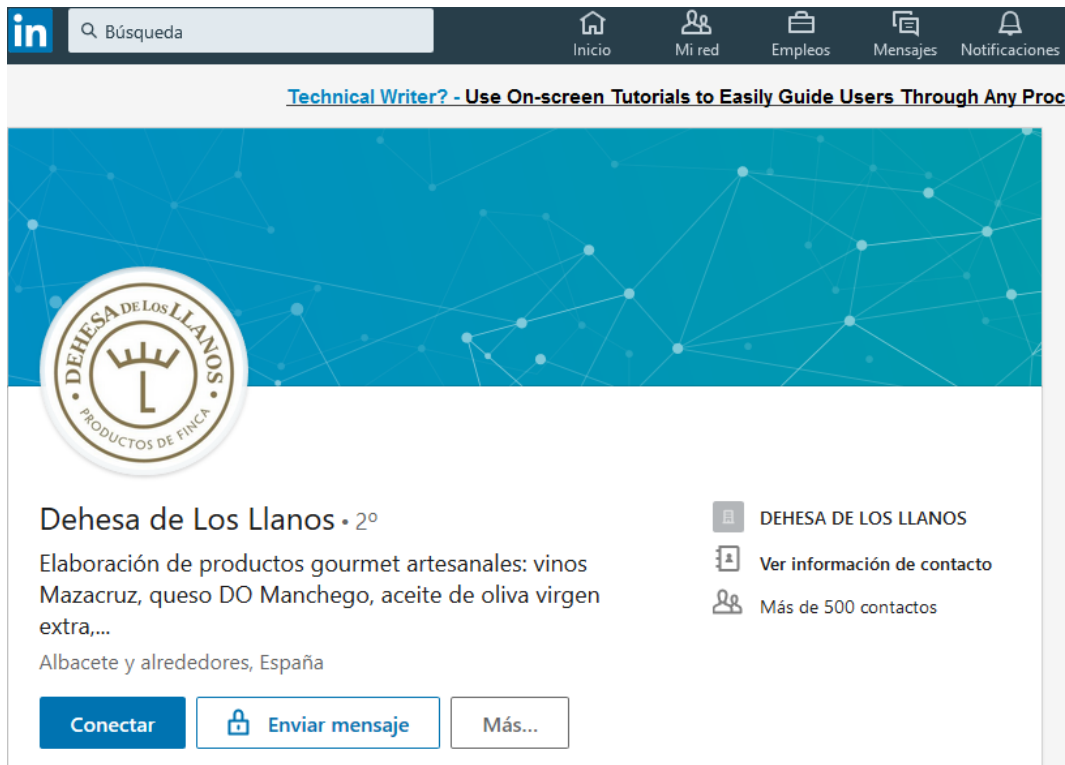 in
Búsqueda
Inicio
Mi red
Empleos
Mensajes
Notificaciones
Technical Writer? - Use On-screen Tutorials to Easily Guide Users Through Any Proc
DEHESA DE LOS LLANOS
L
PRODUCTOS DE FINCA
Dehesa de Los Llanos • 2º
Elaboración de productos gourmet artesanales: vinos
Mazacruz, queso DO Manchego, aceite de oliva virgen
extra,...
Albacete y alrededores, España
Conectar
Enviar mensaje
Más...
DEHESA DE LOS LLANOS
Ver información de contacto
Más de 500 contactos